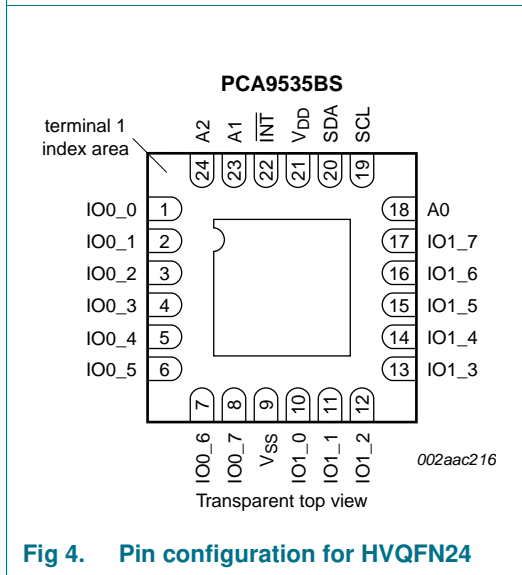 PCA9535BS
terminal 1
index area
A2
A1
INT
VDD
SDA
SCL
24
23
22
21
20
19
IO0_0 1
IO0_1 2
IO0_2 3
IO0_3 4
IO0_4 5
IO0_5 6
18 A0
17 IO1_7
16 IO1_6
15 IO1_5
14 IO1_4
13 IO1_3
7
8
9
10
11
12
IO0_6
IO0_7
VSS
IO1_0
IO1_1
IO1_2
002aac216
Transparent top view
Fig 4. Pin configuration for HVQFN24